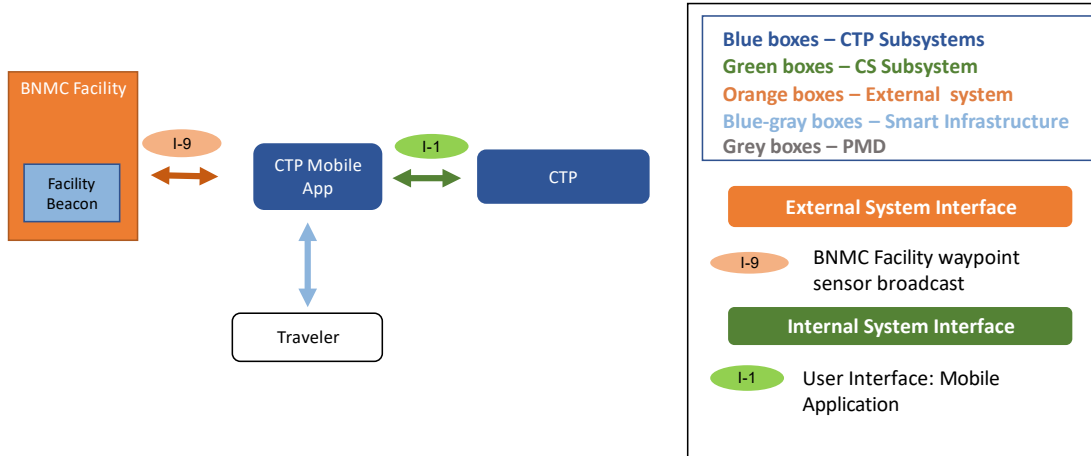 BNMC Facility
I-9
Facility
Beacon
CTP Mobile
App
I-1
CTP
Traveler
Blue boxes – CTP Subsystems
Green boxes – CS Subsystem
Orange boxes – External system
Blue-gray boxes – Smart Infrastructure
Grey boxes – PMD
External System Interface
I-9
BNMC Facility waypoint
sensor broadcast
Internal System Interface
I-1
User Interface: Mobile
Application